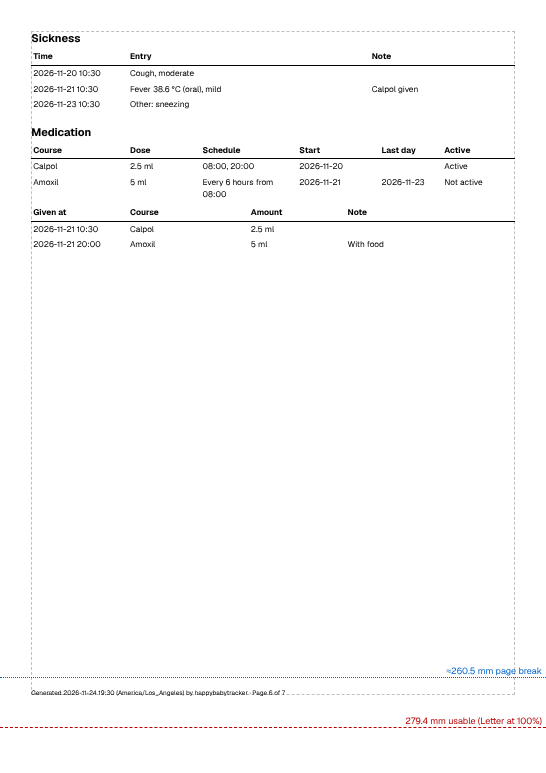 Sickness
Time Entry Note
2026-11-20 10:30 Cough, moderate
2026-11-21 10:30 Fever 38.6 °C (oral), mild Calpol given
2026-11-23 10:30 Other: sneezing
Medication
Course Dose Schedule Start Last day Active
Calpol 2.5 ml 08:00, 20:00 2026-11-20 Active
Amoxil 5 ml Every 6 hours from 2026-11-21 2026-11-23 Not active
08:00
Given at Course Amount Note
2026-11-21 10:30 Calpol 2.5 ml
2026-11-21 20:00 Amoxil 5 ml With food
≈260.5 mm page break
Generated 2026-11-24 19:30 (America/Los_Angeles) by happybabytracker · Page 6 of 7
279.4 mm usable (Letter at 100%)